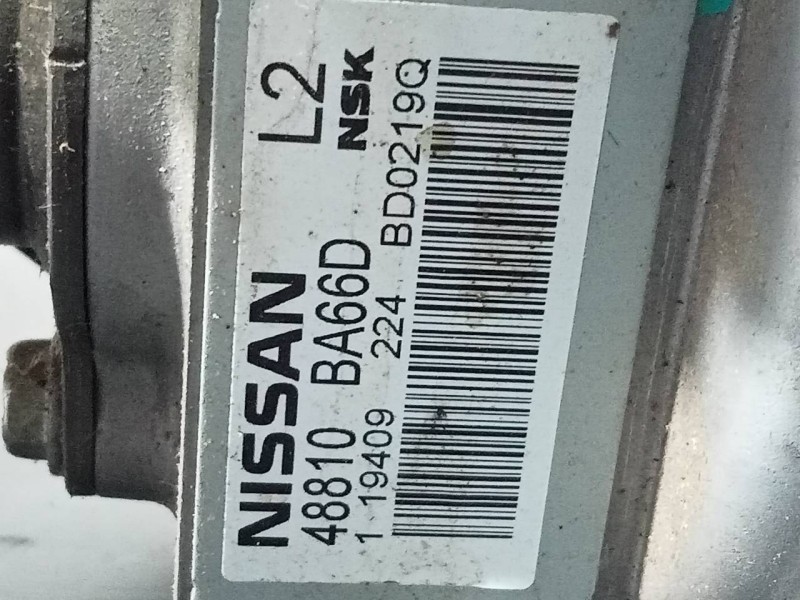 NISSAN L2
48810 BA66D NSK
1 19409 224 BD0219Q